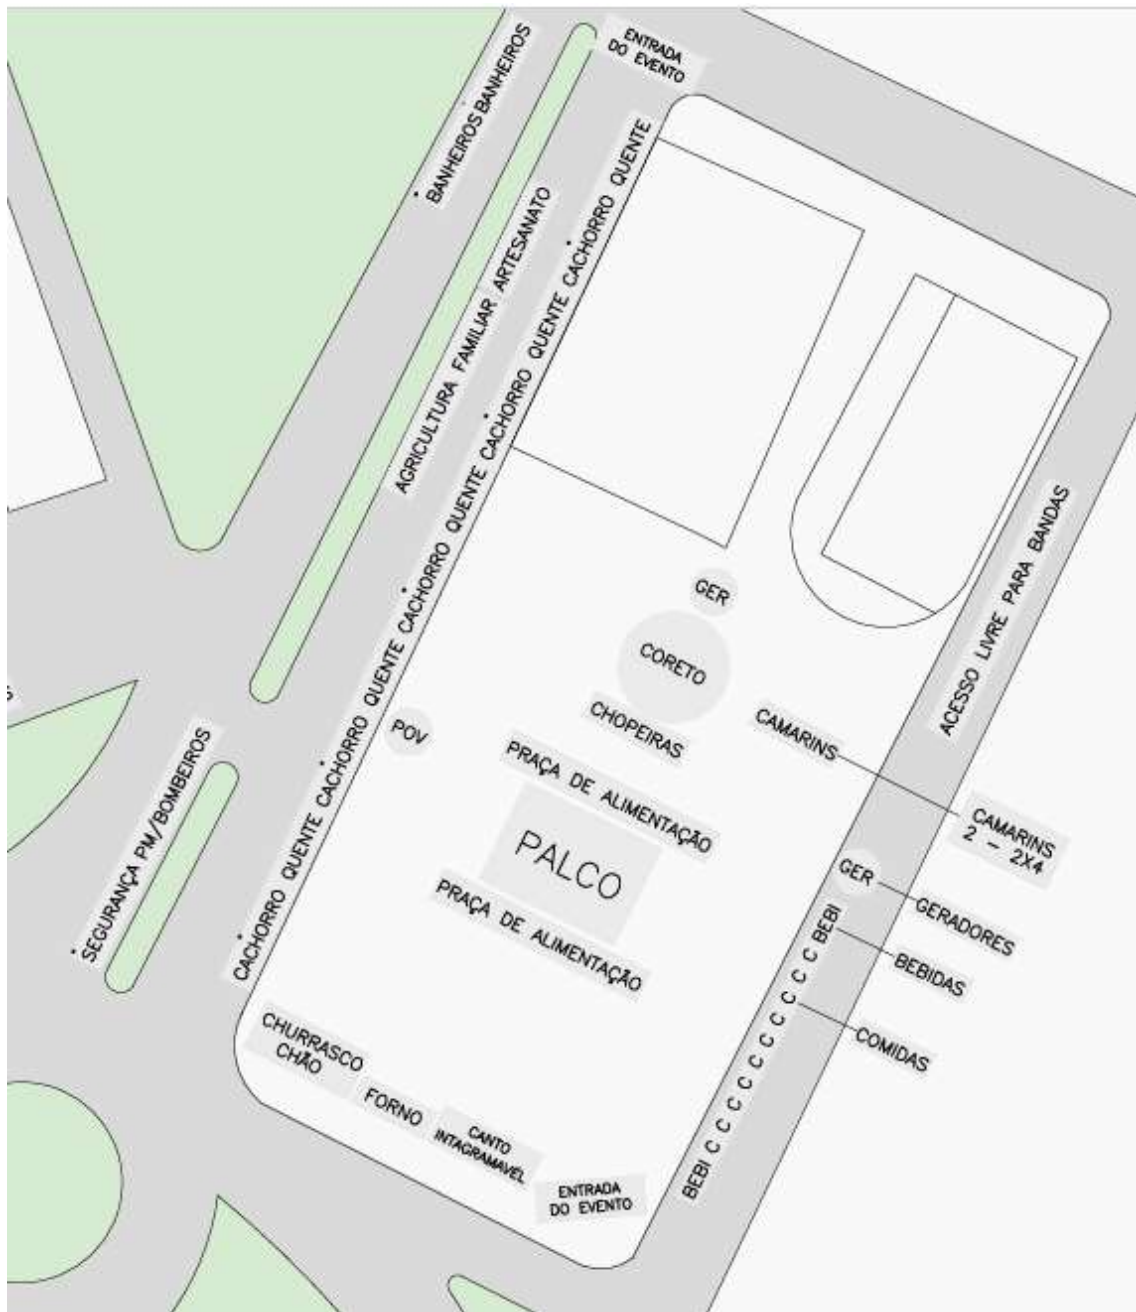 ENTRADA
DO EVENTO
BANHEIROS BANHEIROS
AGRICULTURA FAMILIAR ARTESANATO
CACHORRO QUENTE CACHORRO QUENTE CACHORRO QUENTE CACHORRO QUENTE CACHORRO QUENTE
ACESSO LIVRE PARA BANDAS
GER
CORETO
CHOPEIRAS
CAMARINS
POV
SEGURANÇA PM/BOMBEIROS
PRAÇA DE ALIMENTAÇÃO
PALCO
PRAÇA DE ALIMENTAÇÃO
CAMARINS
2 - 2X4
GER
GERADORES
BEBIDAS
COMIDAS
BEBI C C C C C C C C C C BEBI
CHURRASCO
CHÃO
FORNO
CANTO
INTAGRAMAVEL
ENTRADA
DO EVENTO